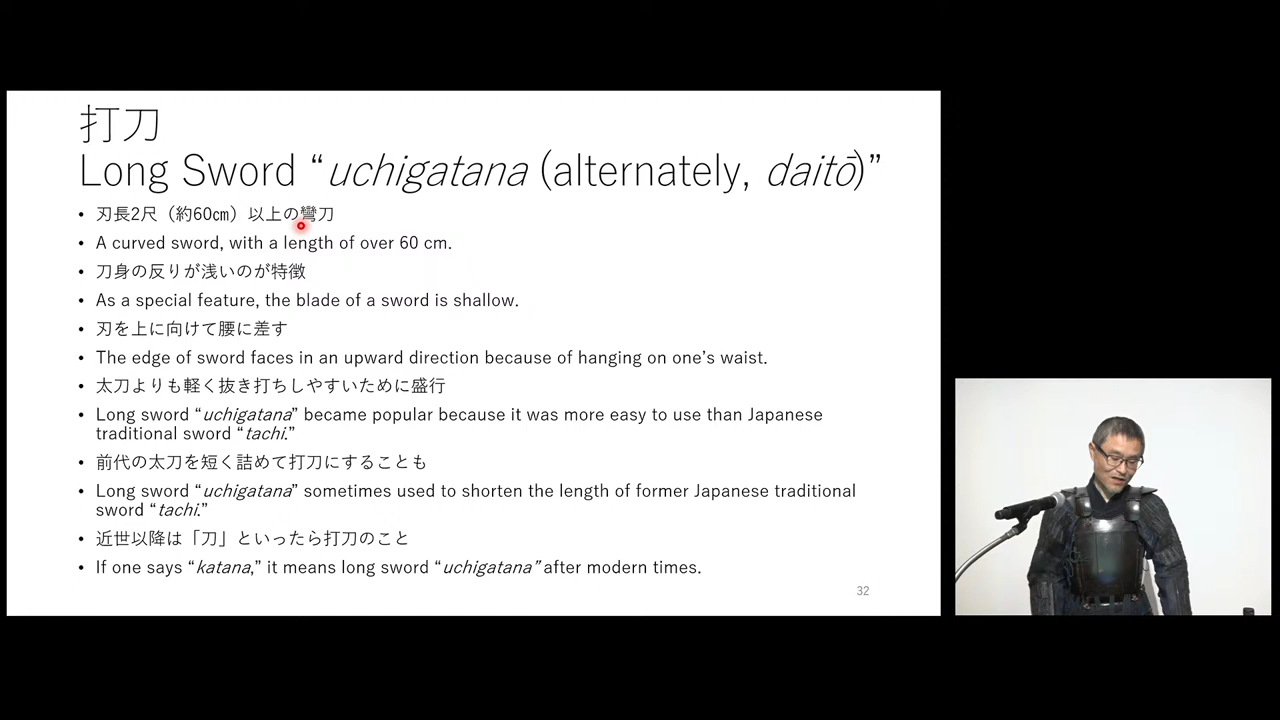 打刀
Long Sword “uchigatana (alternately, daitō)”
• 刃長2尺（約60㎝）以上の彎刀
• A curved sword, with a length of over 60 cm.
• 刀身の反りが浅いのが特徴
• As a special feature, the blade of a sword is shallow.
• 刃を上に向けて腰に差す
• The edge of sword faces in an upward direction because of hanging on one’s waist.
• 太刀よりも軽く抜き打ちしやすいために盛行
• Long sword “uchigatana” became popular because it was more easy to use than Japanese
traditional sword “tachi.”
• 前代の太刀を短く詰めて打刀にすることも
• Long sword “uchigatana” sometimes used to shorten the length of former Japanese traditional
sword “tachi.”
• 近世以降は「刀」といったら打刀のこと
• If one says “katana,” it means long sword “uchigatana” after modern times.
32